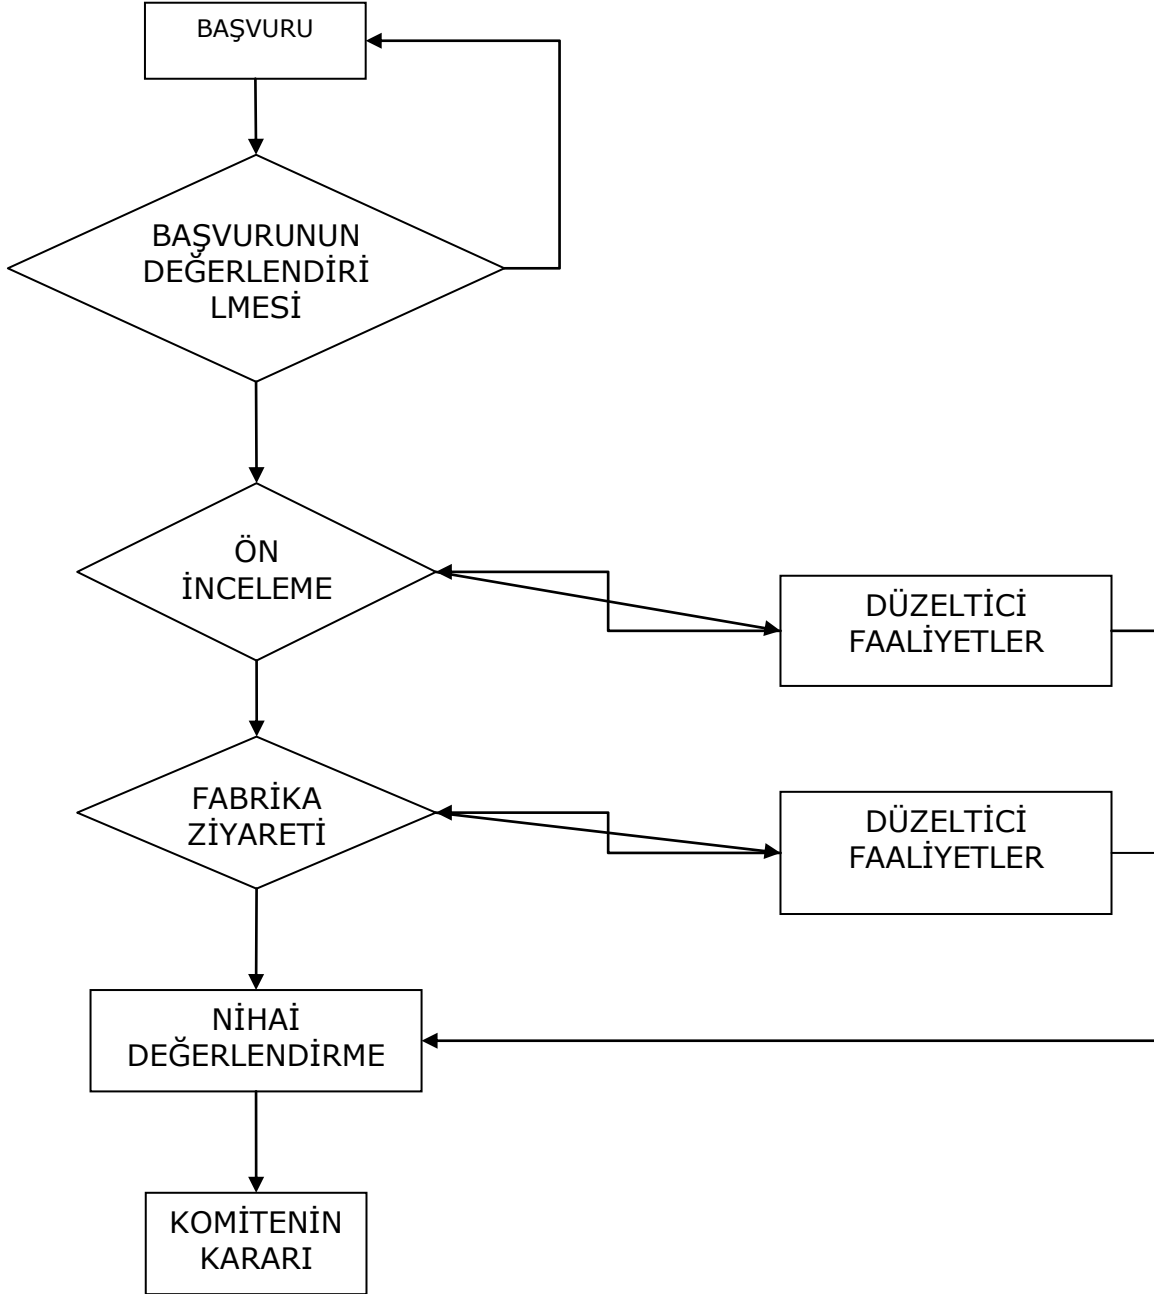 BAŞVURU
BAŞVURUNUN
DEĞERLENDİRİ
LMESİ
ÖN
İNCELEME
DÜZELTİCİ
FAALİYETLER
FABRİKA
ZİYARETİ
DÜZELTİCİ
FAALİYETLER
NİHAİ
DEĞERLENDİRME
KOMİTENİN
KARARI